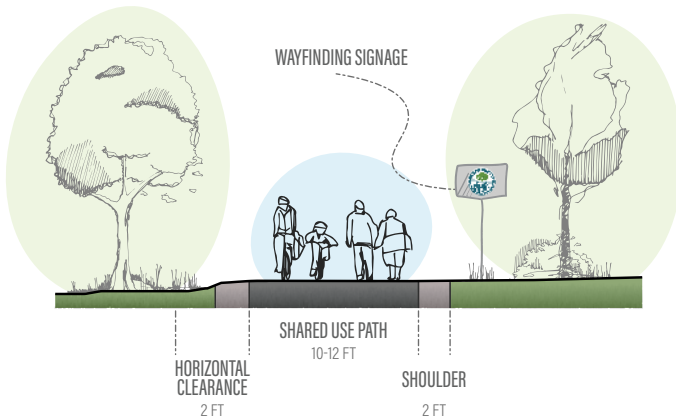 WAYFINDING SIGNAGE
SHARED USE PATH
10-12 FT
HORIZONTAL
CLEARANCE
2 FT
SHOULDER
2 FT